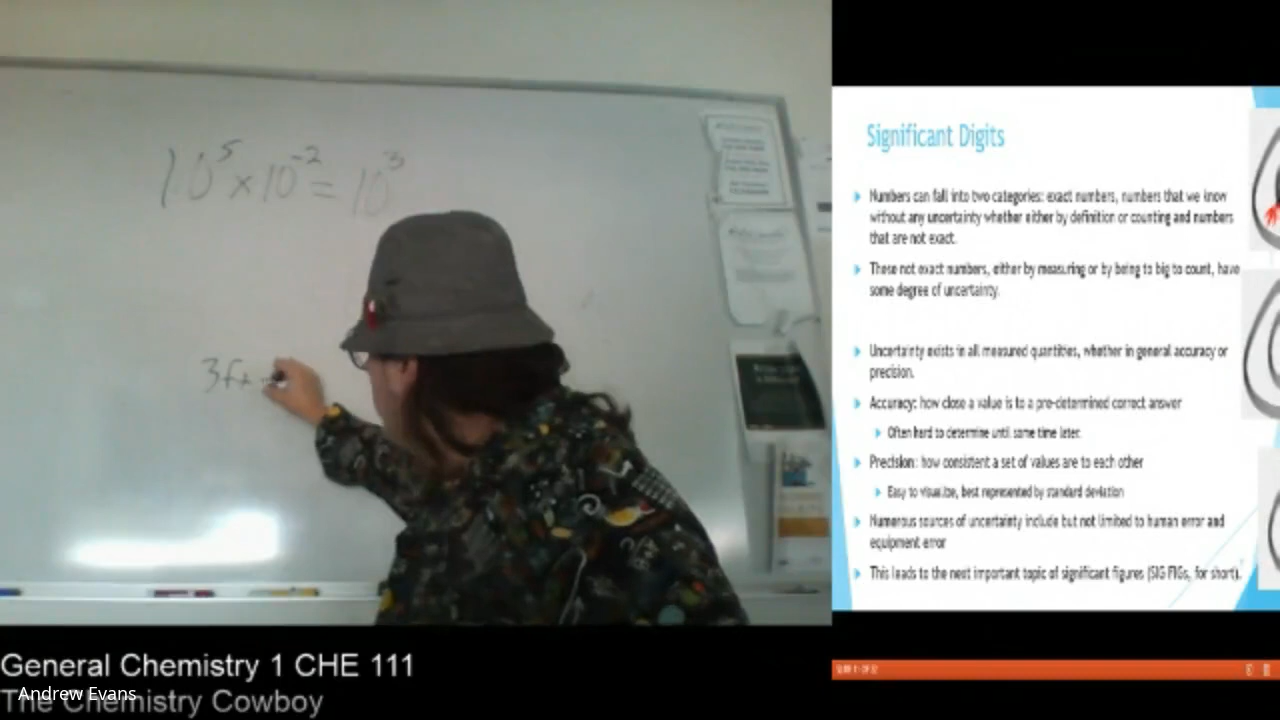 10⁵ x 10⁻² = 10³
3ft
Significant Digits
Numbers can fall into two categories: exact numbers, numbers that we know
without any uncertainty whether either by definition or counting and numbers
that are not exact.
These not exact numbers, either by measuring or by being to big to count, have
some degree of uncertainty.
Uncertainty exists in all measured quantities, whether in general accuracy or
precision.
Accuracy: how close a value is to a pre-determined correct answer
Often hard to determine until some time later.
Precision: how consistent a set of values are to each other
Easy to visualize, best represented by standard deviation
Numerous sources of uncertainty include but not limited to human error and
equipment error
This leads to the next important topic of significant figures (SIG FIGs, for short).
General Chemistry 1 CHE 111
Andrew Evans
The Chemistry Cowboy